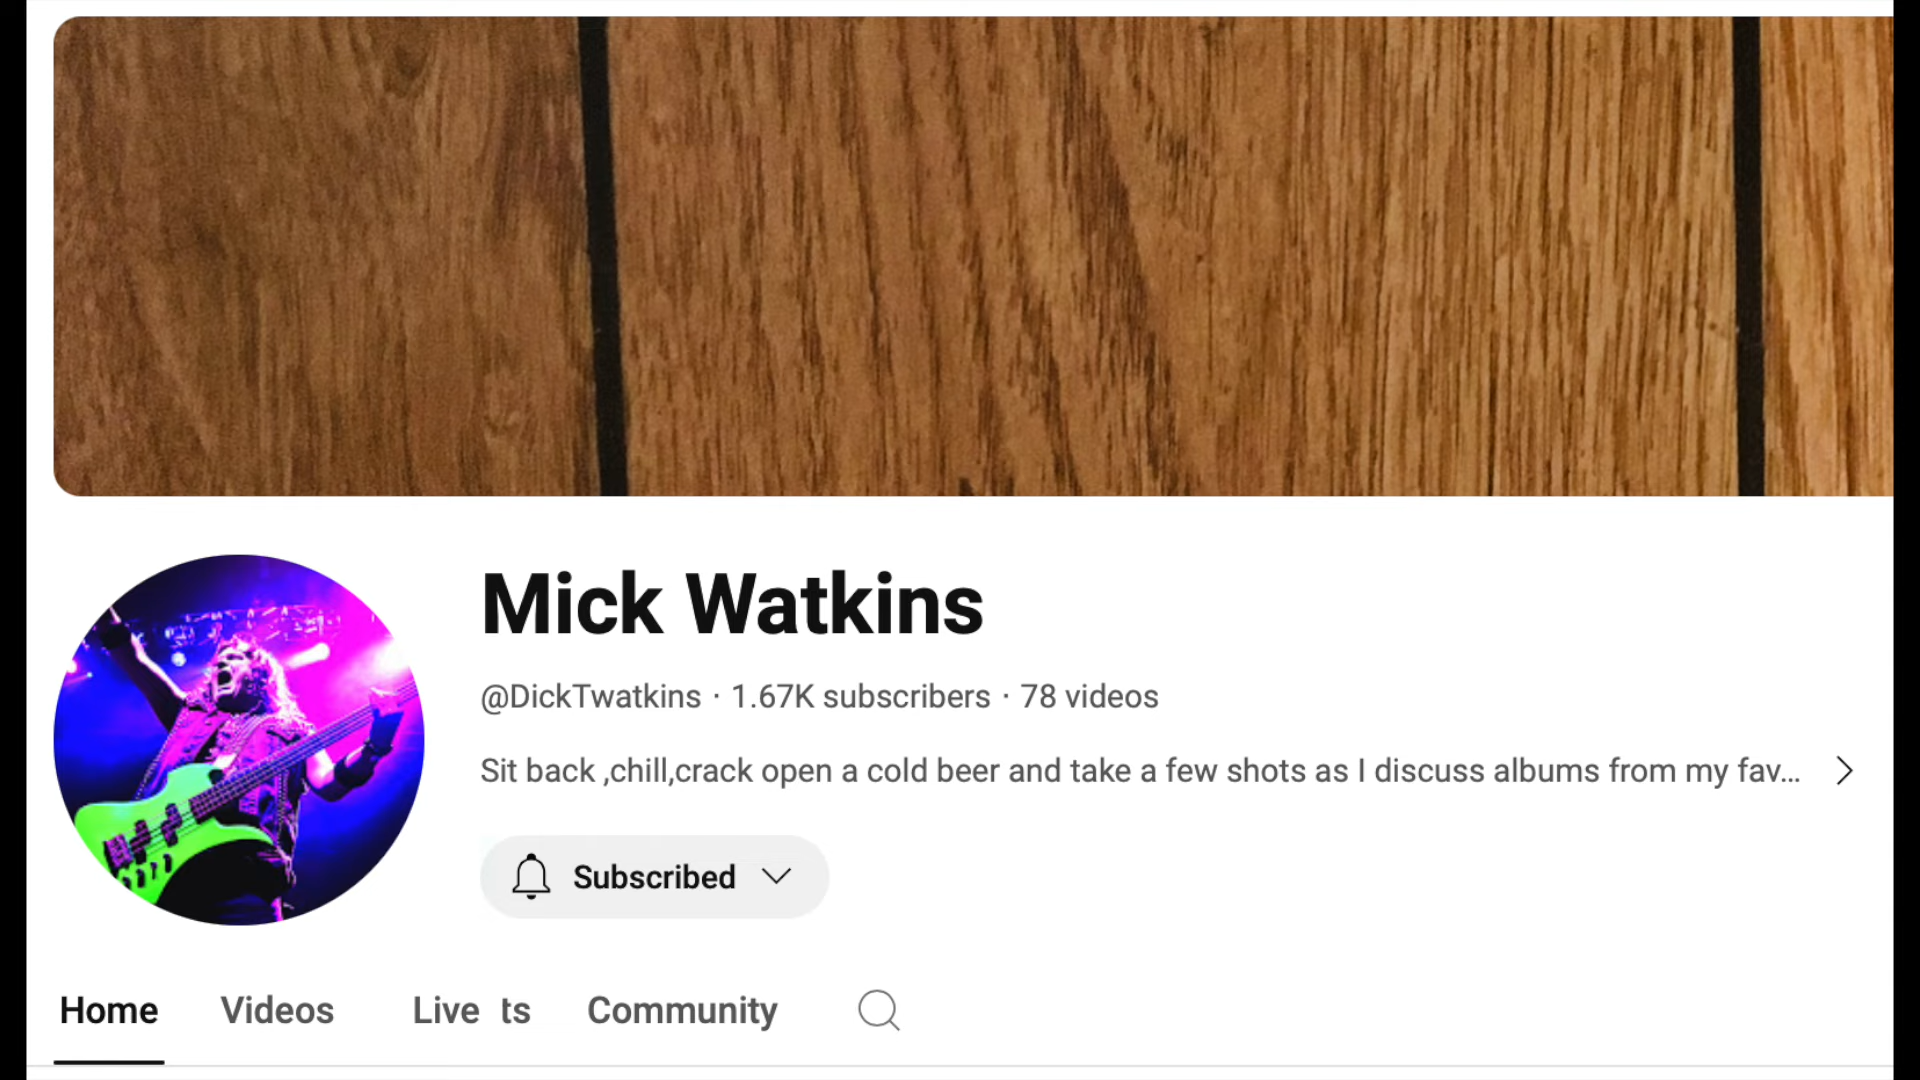 Mick Watkins
@DickTwatkins · 1.67K subscribers · 78 videos
Sit back ,chill,crack open a cold beer and take a few shots as I discuss albums from my fav...
Subscribed
Home Videos Live ts Community